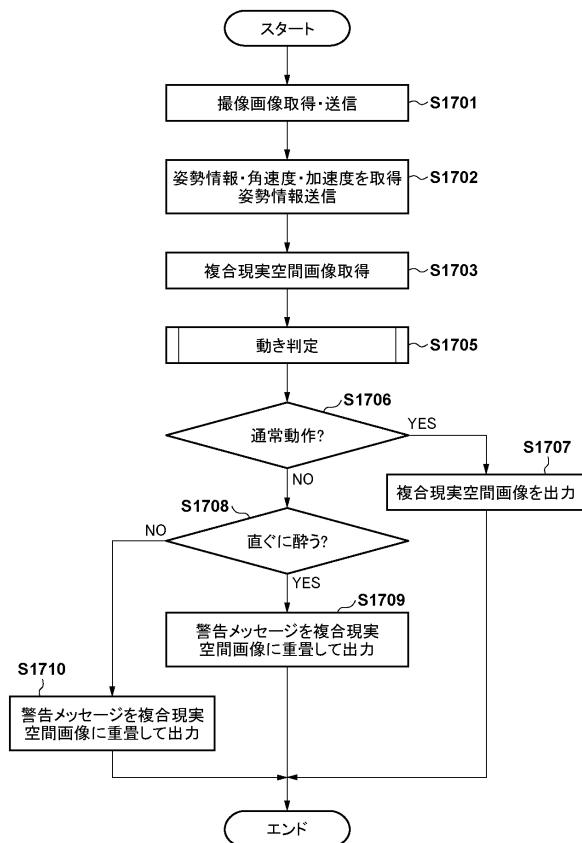 スタート
撮像画像取得・送信
S1701
姿勢情報・角速度・加速度を取得
姿勢情報送信
S1702
複合現実空間画像取得
S1703
動き判定
S1705
通常動作?
S1706
YES
NO
S1707
複合現実空間画像を出力
S1708
直ぐに酔う?
NO
YES
S1709
警告メッセージを複合現実
空間画像に重畳して出力
S1710
警告メッセージを複合現実
空間画像に重畳して出力
エンド